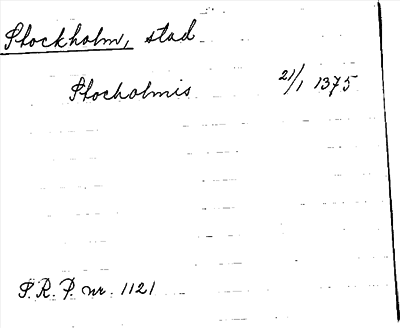 Stockholm, stad
Stocholmis 21/1 1375
S.R.P. nr. 1121